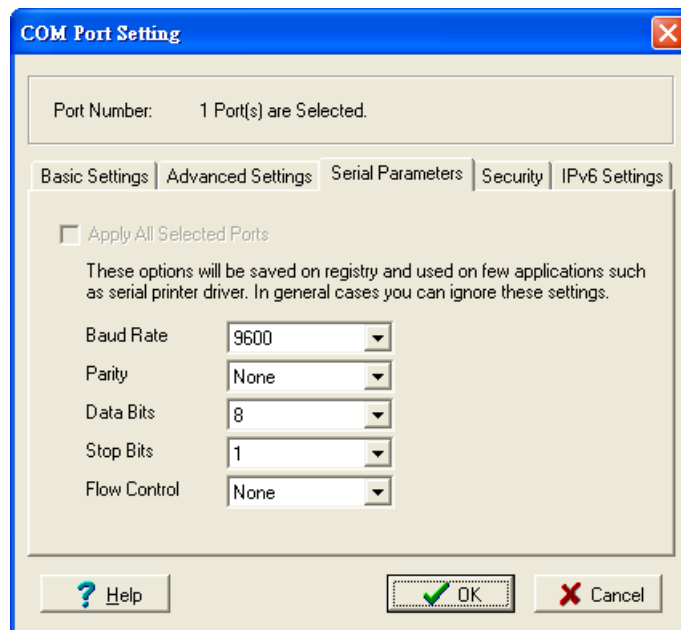 COM Port Setting
Port Number: 1 Port(s) are Selected.
Basic Settings Advanced Settings Serial Parameters Security IPv6 Settings
Apply All Selected Ports
These options will be saved on registry and used on few applications such
as serial printer driver. In general cases you can ignore these settings.
Baud Rate 9600
Parity None
Data Bits 8
Stop Bits 1
Flow Control None
? Help OK Cancel